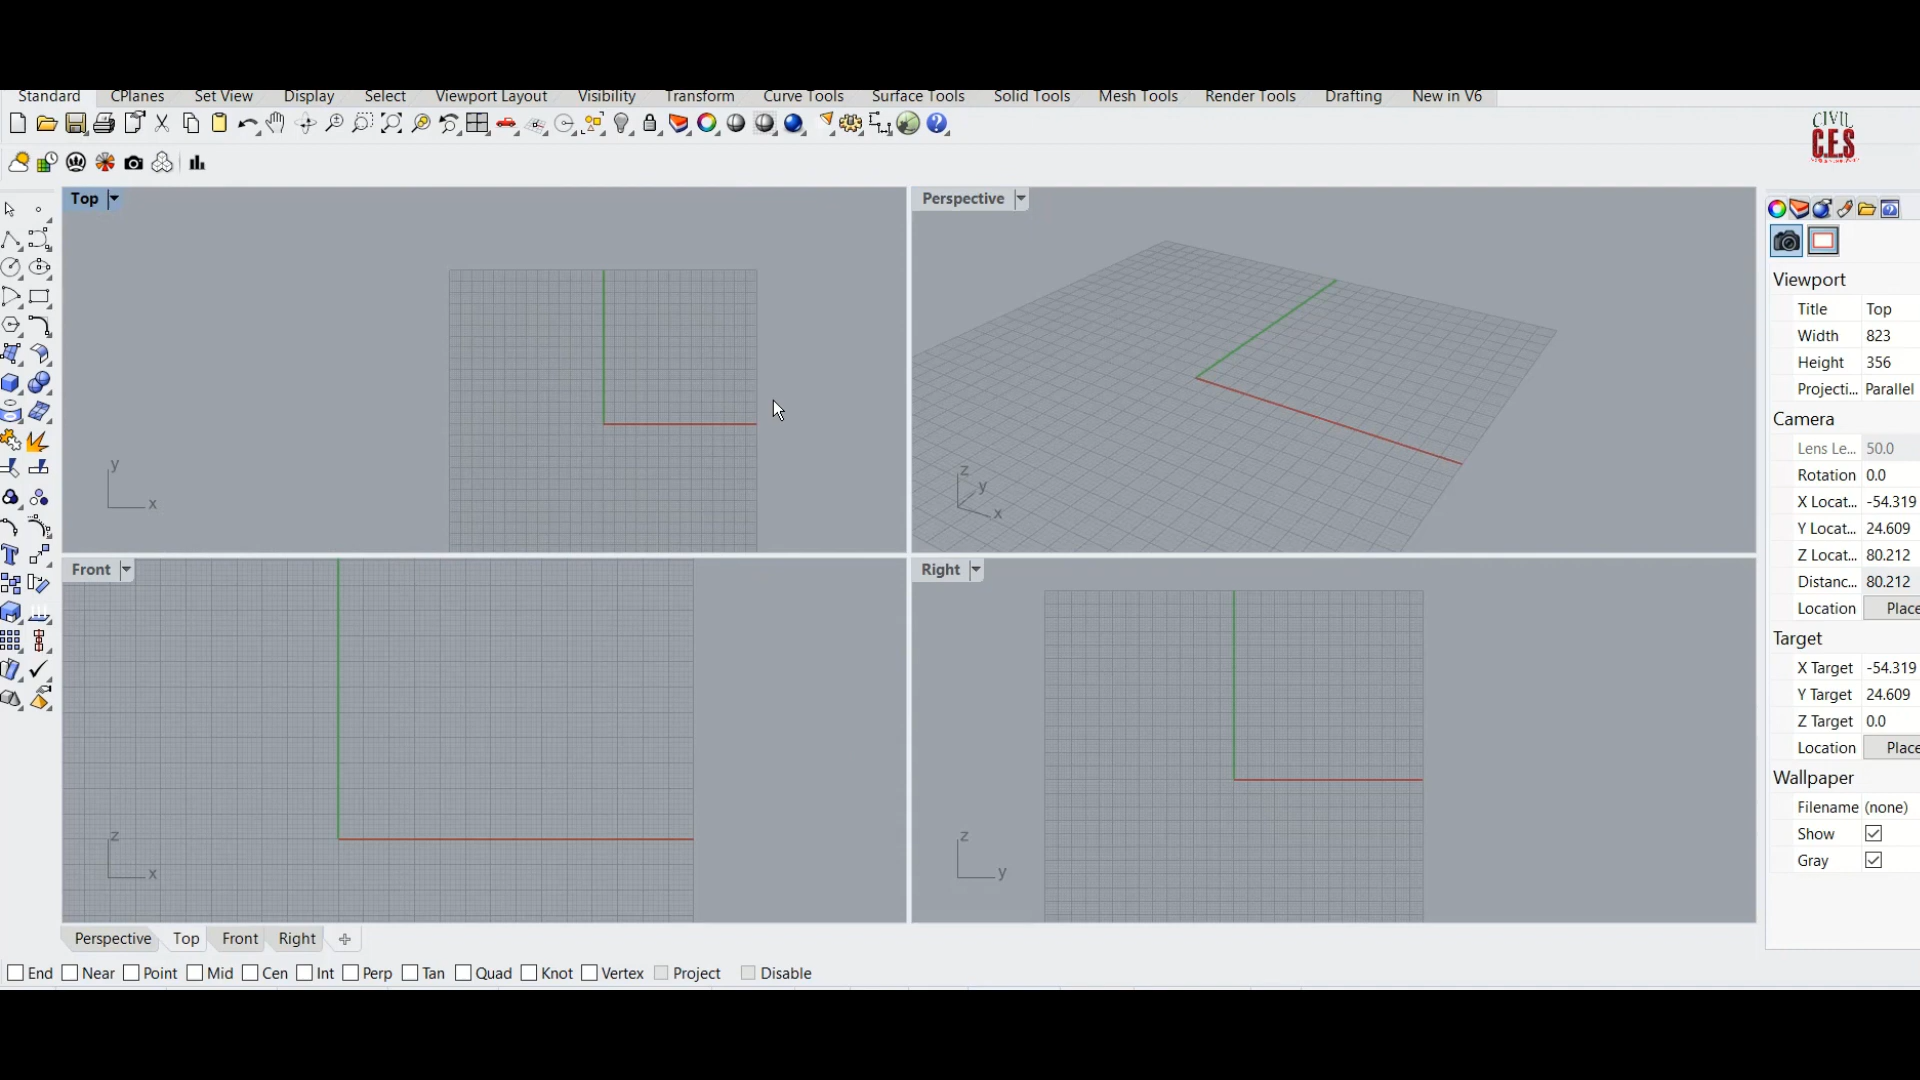 Standard CPlanes Set View Display Select Viewport Layout Visibility Transform Curve Tools Surface Tools Solid Tools Mesh Tools Render Tools Drafting New in V6
CIVIL
C.E.S
Top
Perspective
y
x
z
y
x
Front
Right
z
x
z
y
Viewport
Title Top
Width 823
Height 356
Projecti... Parallel
Camera
Lens Le... 50.0
Rotation 0.0
X Locat... -54.319
Y Locat... 24.609
Z Locat... 80.212
Distanc... 80.212
Location Place
Target
X Target -54.319
Y Target 24.609
Z Target 0.0
Location Place
Wallpaper
Filename (none)
Show
Gray
Perspective Top Front Right
End Near Point Mid Cen Int Perp Tan Quad Knot Vertex Project Disable